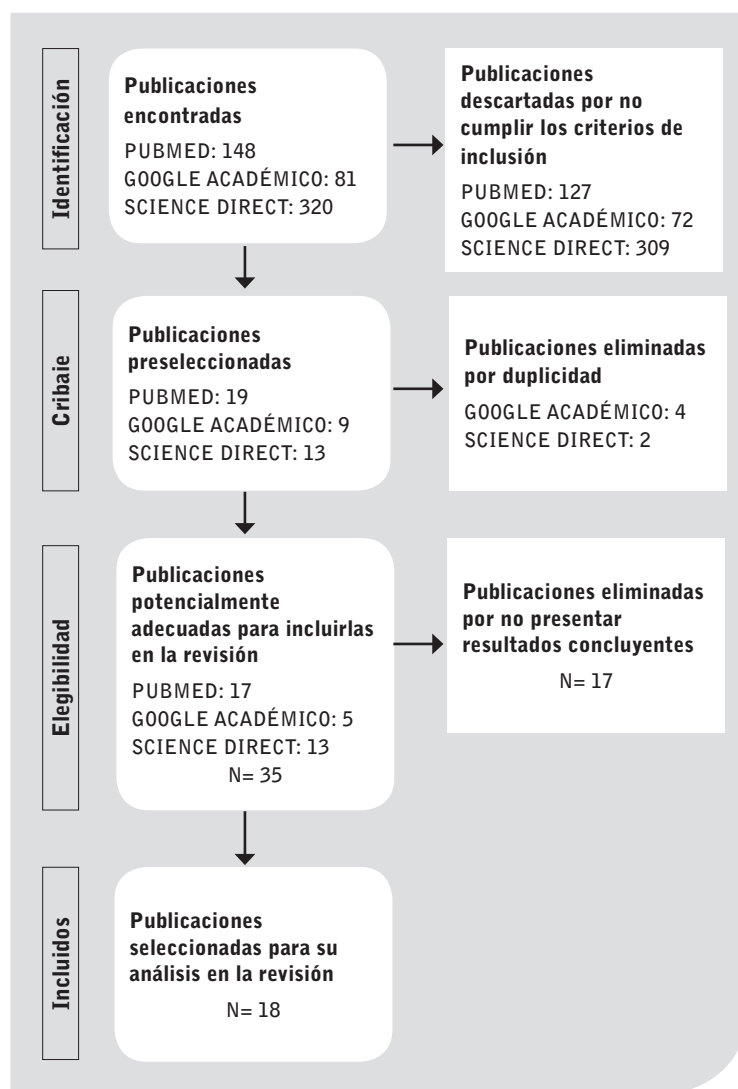 Identificación
Publicaciones
encontradas
PUBMED: 148
GOOGLE ACADÉMICO: 81
SCIENCE DIRECT: 320
Publicaciones
descartadas por no
cumplir los criterios de
inclusión
PUBMED: 127
GOOGLE ACADÉMICO: 72
SCIENCE DIRECT: 309
Cribaie
Publicaciones
preseleccionadas
PUBMED: 19
GOOGLE ACADÉMICO: 9
SCIENCE DIRECT: 13
Publicaciones eliminadas
por duplicidad
GOOGLE ACADÉMICO: 4
SCIENCE DIRECT: 2
Elegibilidad
Publicaciones
potencialmente
adecuadas para incluirlas
en la revisión
PUBMED: 17
GOOGLE ACADÉMICO: 5
SCIENCE DIRECT: 13
N= 35
Publicaciones eliminadas
por no presentar
resultados concluyentes
N= 17
Incluidos
Publicaciones
seleccionadas para su
análisis en la revisión
N= 18